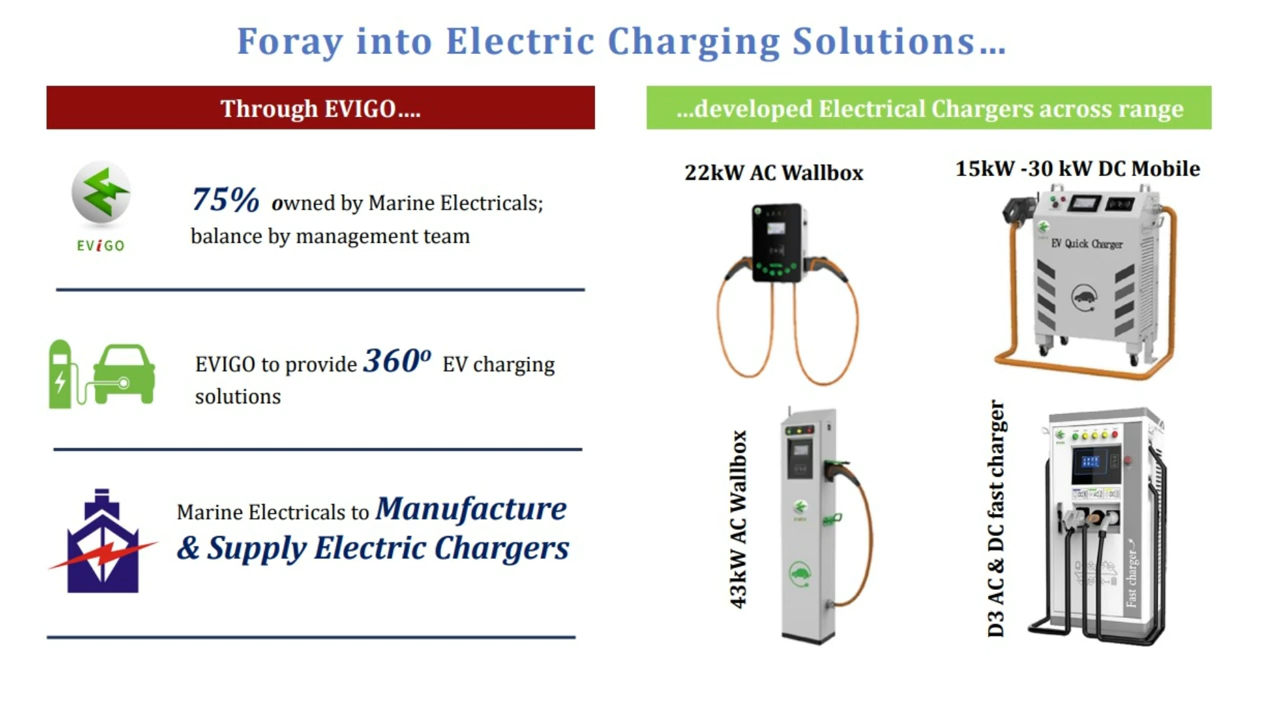 Foray into Electric Charging Solutions…
Through EVIGO….
EViGO
75% owned by Marine Electricals;
balance by management team
EVIGO to provide 360º EV charging
solutions
Marine Electricals to Manufacture
& Supply Electric Chargers
…developed Electrical Chargers across range
22kW AC Wallbox
15kW -30 kW DC Mobile
EV Quick Charger
43kW AC Wallbox
D3 AC & DC fast charger
Fast charger